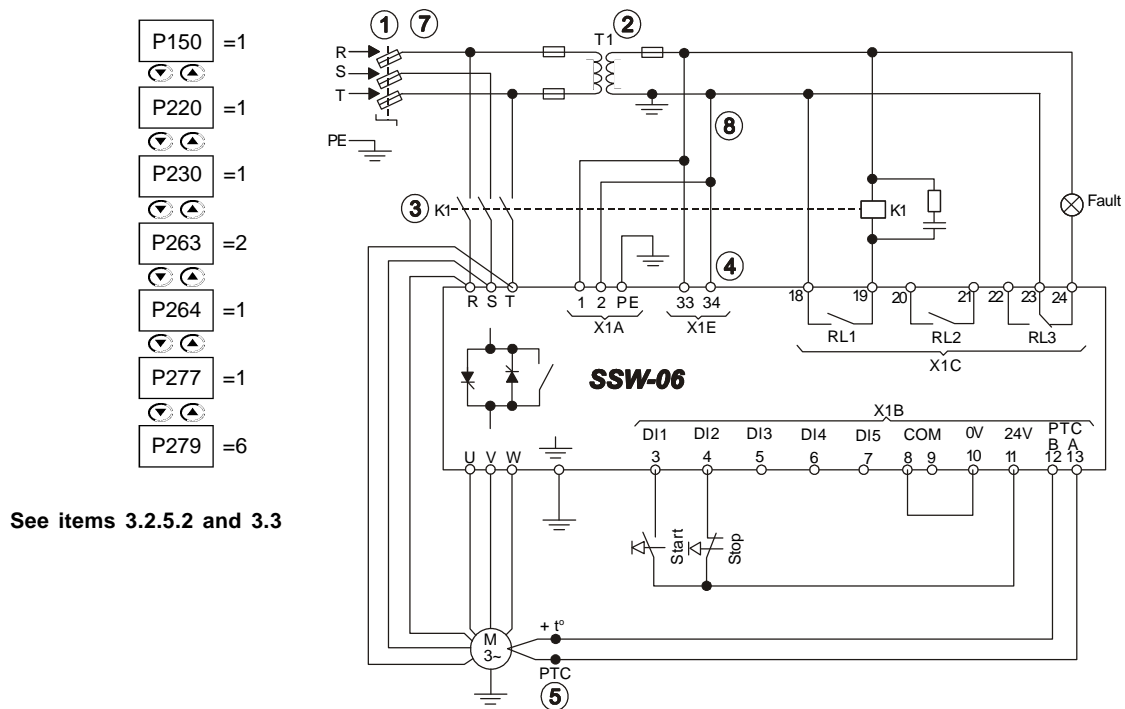 P150 =1
P220 =1
P230 =1
P263 =2
P264 =1
P277 =1
P279 =6
See items 3.2.5.2 and 3.3
1 7 2
T1
R
S
T
PE
8
3 K1 K1 Fault
4
R S T 1 2 PE 33 34 18 19 20 21 22 23 24
X1A X1E RL1 RL2 RL3
X1C
SSW-06
X1B
DI1 DI2 DI3 DI4 DI5 COM 0V 24V PTC
B A
U V W 3 4 5 6 7 8 9 10 11 12 13
Start Stop
+ tº
M
3~
PTC
5